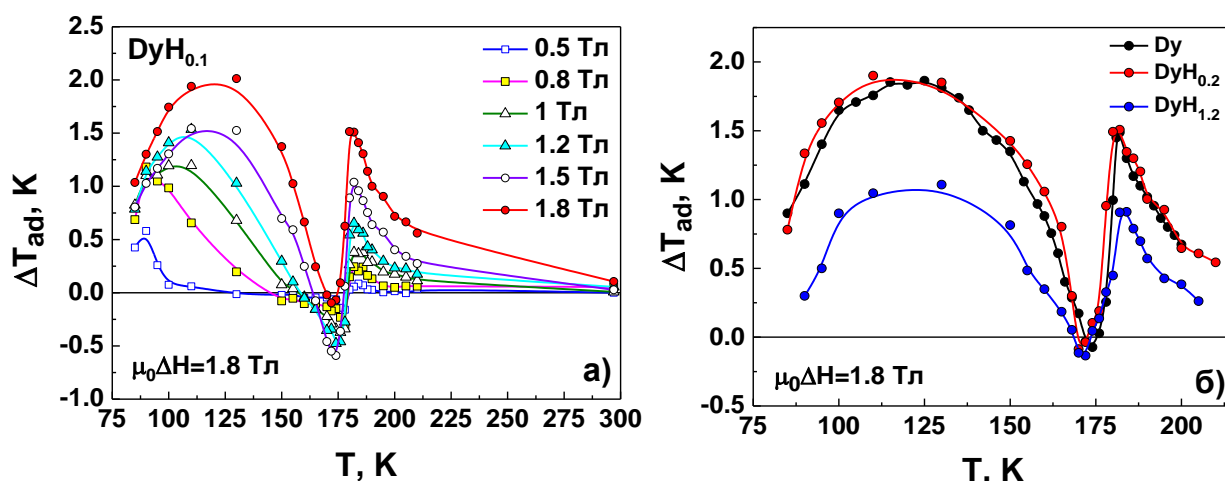 DyH0.1
0.5 Тл
0.8 Тл
1 Тл
1.2 Тл
1.5 Тл
1.8 Тл
2.5
2.0
1.5
1.0
0.5
0.0
-0.5
-1.0
ΔTad, K
μ0ΔH=1.8 Тл
а)
75 100 125 150 175 200 225 250 275 300
T, K
Dy
DyH0.2
DyH1.2
2.0
1.5
1.0
0.5
0.0
-0.5
ΔTad, K
μ0ΔH=1.8 Тл
б)
75 100 125 150 175 200
T, K